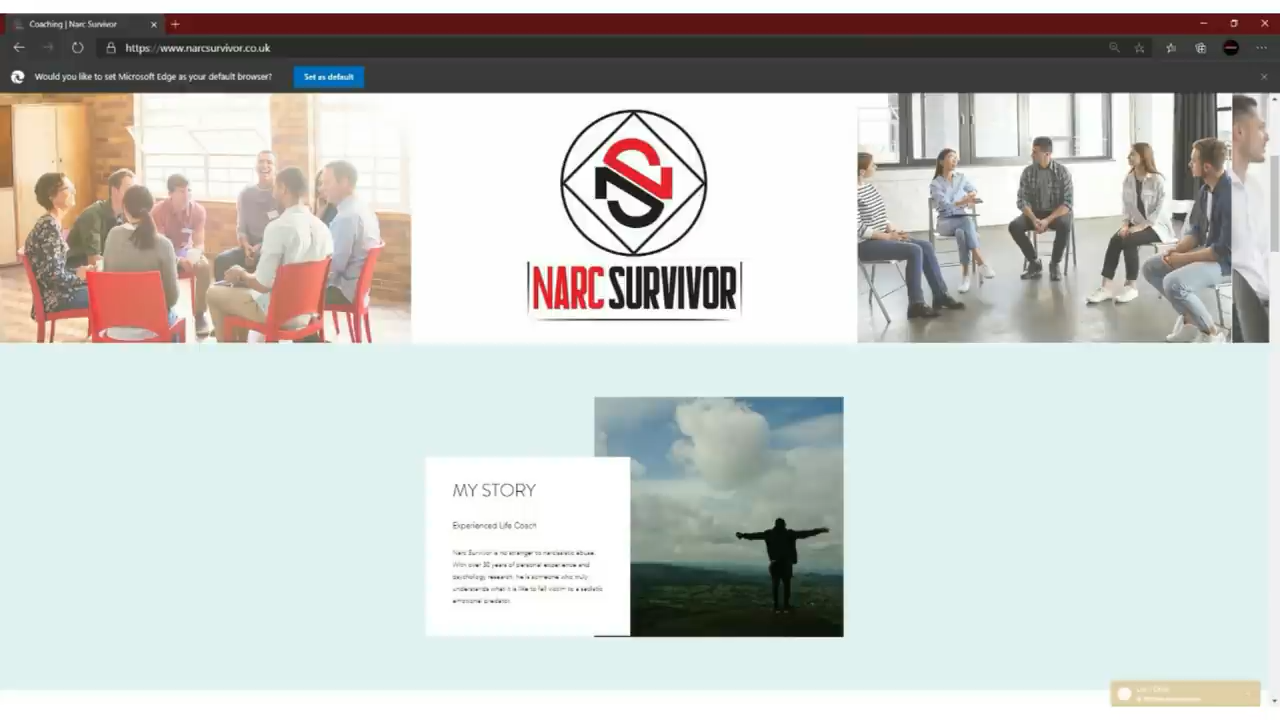 Coaching | Narc Survivor
https://www.narcsurvivor.co.uk
Would you like to set Microsoft Edge as your default browser?
Set as default
NARC SURVIVOR
MY STORY
Experienced Life Coach
Narc Survivor is no stranger to narcissistic abuse.
With over 30 years of personal experience and
psychology research, he is someone who truly
understands what it is like to fall victim to a sadistic
emotional predator.